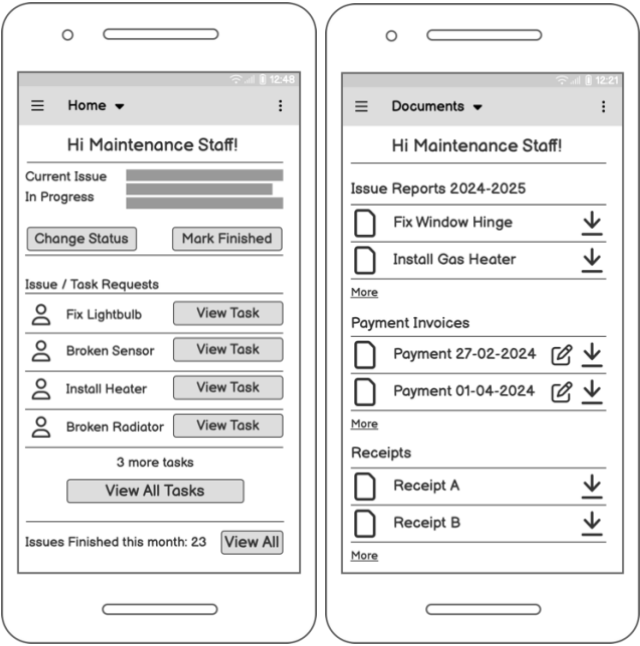 12:48
Home
Hi Maintenance Staff!
Current Issue
In Progress
Change Status
Mark Finished
Issue / Task Requests
Fix Lightbulb
View Task
Broken Sensor
View Task
Install Heater
View Task
Broken Radiator
View Task
3 more tasks
View All Tasks
Issues Finished this month: 23
View All
12:21
Documents
Hi Maintenance Staff!
Issue Reports 2024-2025
Fix Window Hinge
Install Gas Heater
More
Payment Invoices
Payment 27-02-2024
Payment 01-04-2024
More
Receipts
Receipt A
Receipt B
More